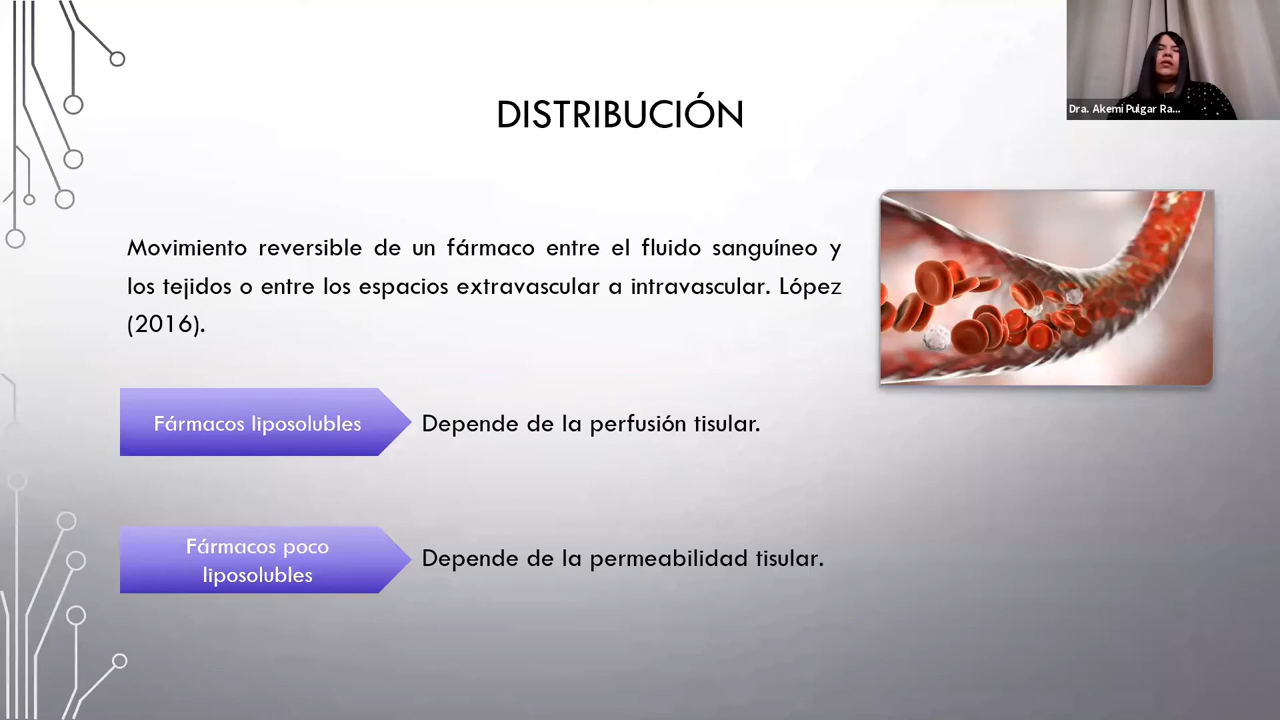 DISTRIBUCIÓN
Dra. Akemi Pulgar Ra...
Movimiento reversible de un fármaco entre el fluido sanguíneo y
los tejidos o entre los espacios extravascular a intravascular. López
(2016).
Fármacos liposolubles
Depende de la perfusión tisular.
Fármacos poco
liposolubles
Depende de la permeabilidad tisular.